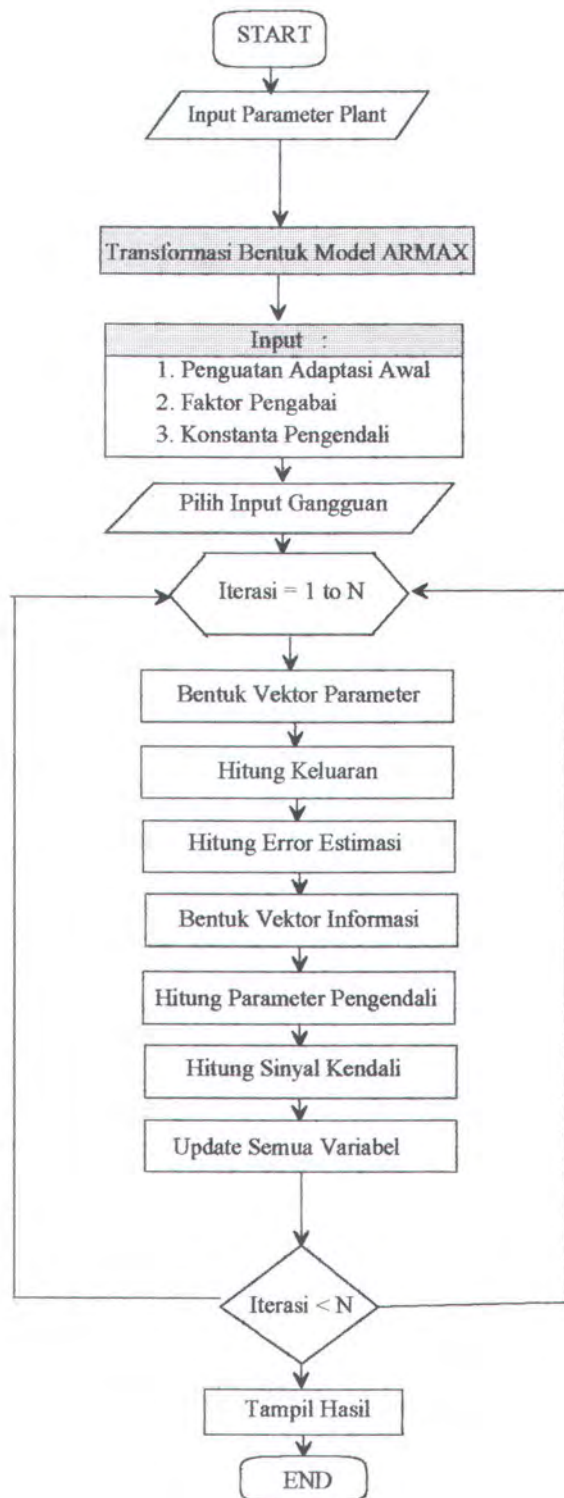 START
Input Parameter Plant
Transformasi Bentuk Model ARMAX
Input :
1. Penguatan Adaptasi Awal
2. Faktor Pengabai
3. Konstanta Pengendali
Pilih Input Gangguan
Iterasi = 1 to N
Bentuk Vektor Parameter
Hitung Keluaran
Hitung Error Estimasi
Bentuk Vektor Informasi
Hitung Parameter Pengendali
Hitung Sinyal Kendali
Update Semua Variabel
Iterasi < N
Tampil Hasil
END